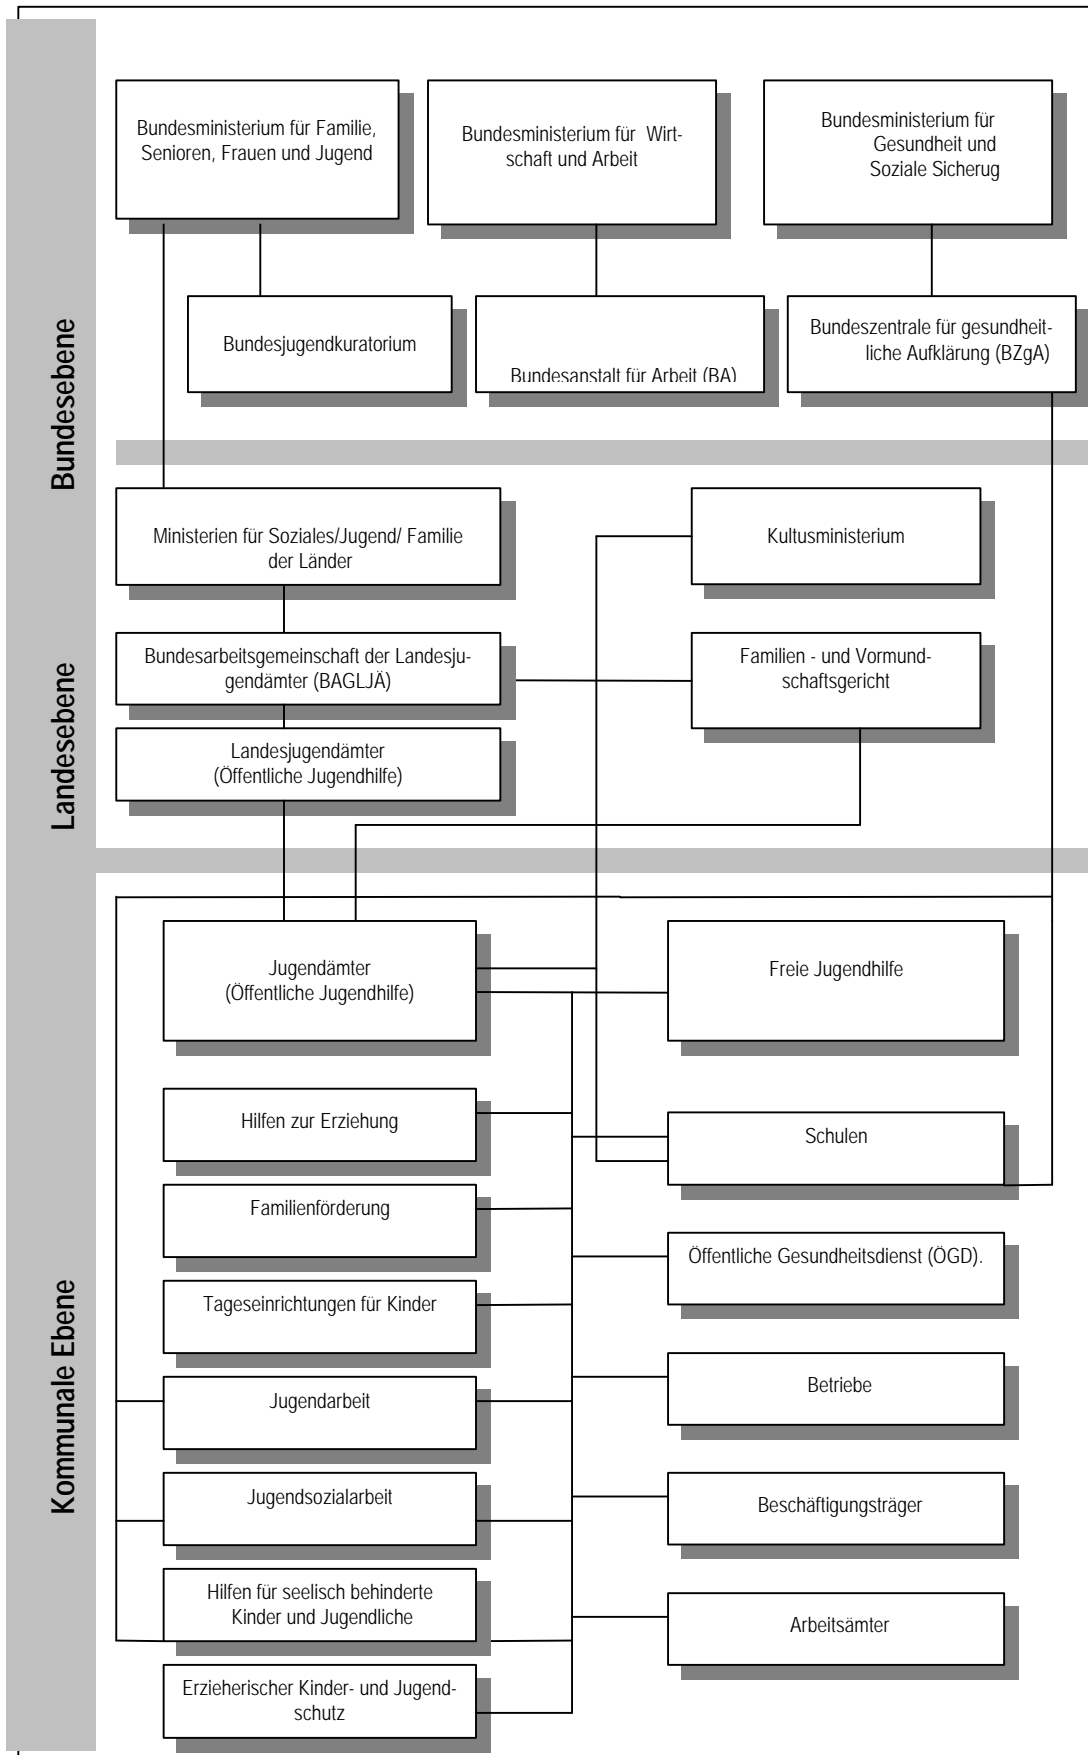 Bundesebene
Bundesministerium für Familie,
Senioren, Frauen und Jugend
Bundesministerium für Wirt-
schaft und Arbeit
Bundesministerium für
Gesundheit und
Soziale Sicherug
Bundesjugendkuratorium
Bundesanstalt für Arbeit (BA)
Bundeszentrale für gesundheit-
liche Aufklärung (BZgA)
Landesebene
Ministerien für Soziales/Jugend/ Familie
der Länder
Kultusministerium
Bundesarbeitsgemeinschaft der Landesju-
gendämter (BAGLJÄ)
Familien - und Vormund-
schaftsgericht
Landesjugendämter
(Öffentliche Jugendhilfe)
Kommunale Ebene
Jugendämter
(Öffentliche Jugendhilfe)
Freie Jugendhilfe
Hilfen zur Erziehung
Schulen
Familienförderung
Öffentliche Gesundheitsdienst (ÖGD).
Tageseinrichtungen für Kinder
Jugendarbeit
Betriebe
Jugendsozialarbeit
Beschäftigungsträger
Hilfen für seelisch behinderte
Kinder und Jugendliche
Arbeitsämter
Erzieherischer Kinder- und Jugend-
schutz